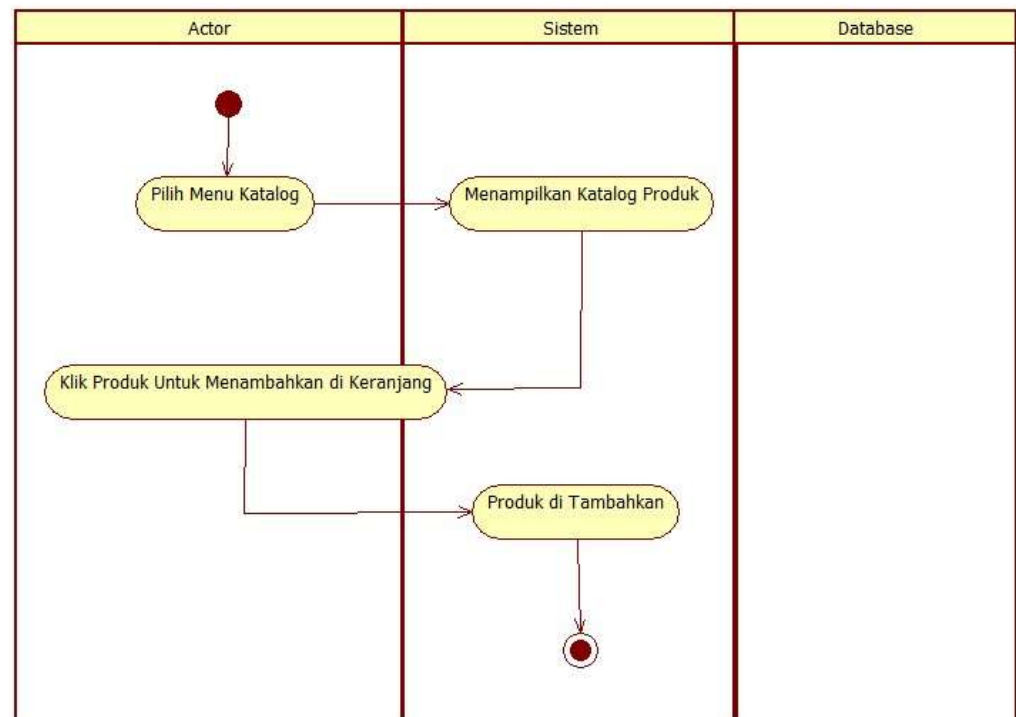 Actor
Sistem
Database
Pilih Menu Katalog
Menampilkan Katalog Produk
Klik Produk Untuk Menambahkan di Keranjang
Produk di Tambahkan